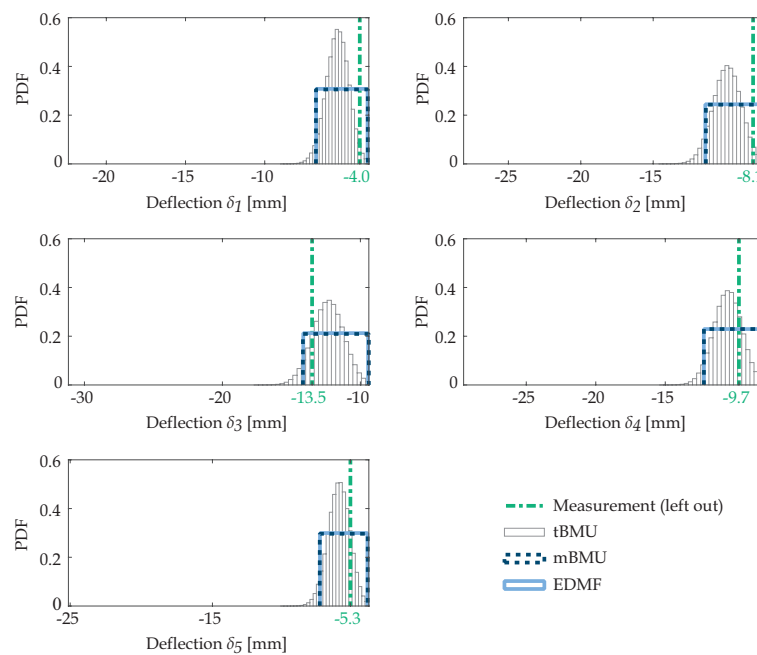 PDF
0.6
0.4
0.2
0
-20
-15
-10
-4.0
Deflection δ1 [mm]
PDF
0.6
0.4
0.2
0
-25
-20
-15
-8.1
Deflection δ2 [mm]
PDF
0.6
0.4
0.2
0
-30
-20
-13.5
-10
Deflection δ3 [mm]
PDF
0.6
0.4
0.2
0
-25
-20
-15
-9.7
Deflection δ4 [mm]
PDF
0.6
0.4
0.2
0
-25
-15
-5.3
Deflection δ5 [mm]
Measurement (left out)
tBMU
mBMU
EDMF